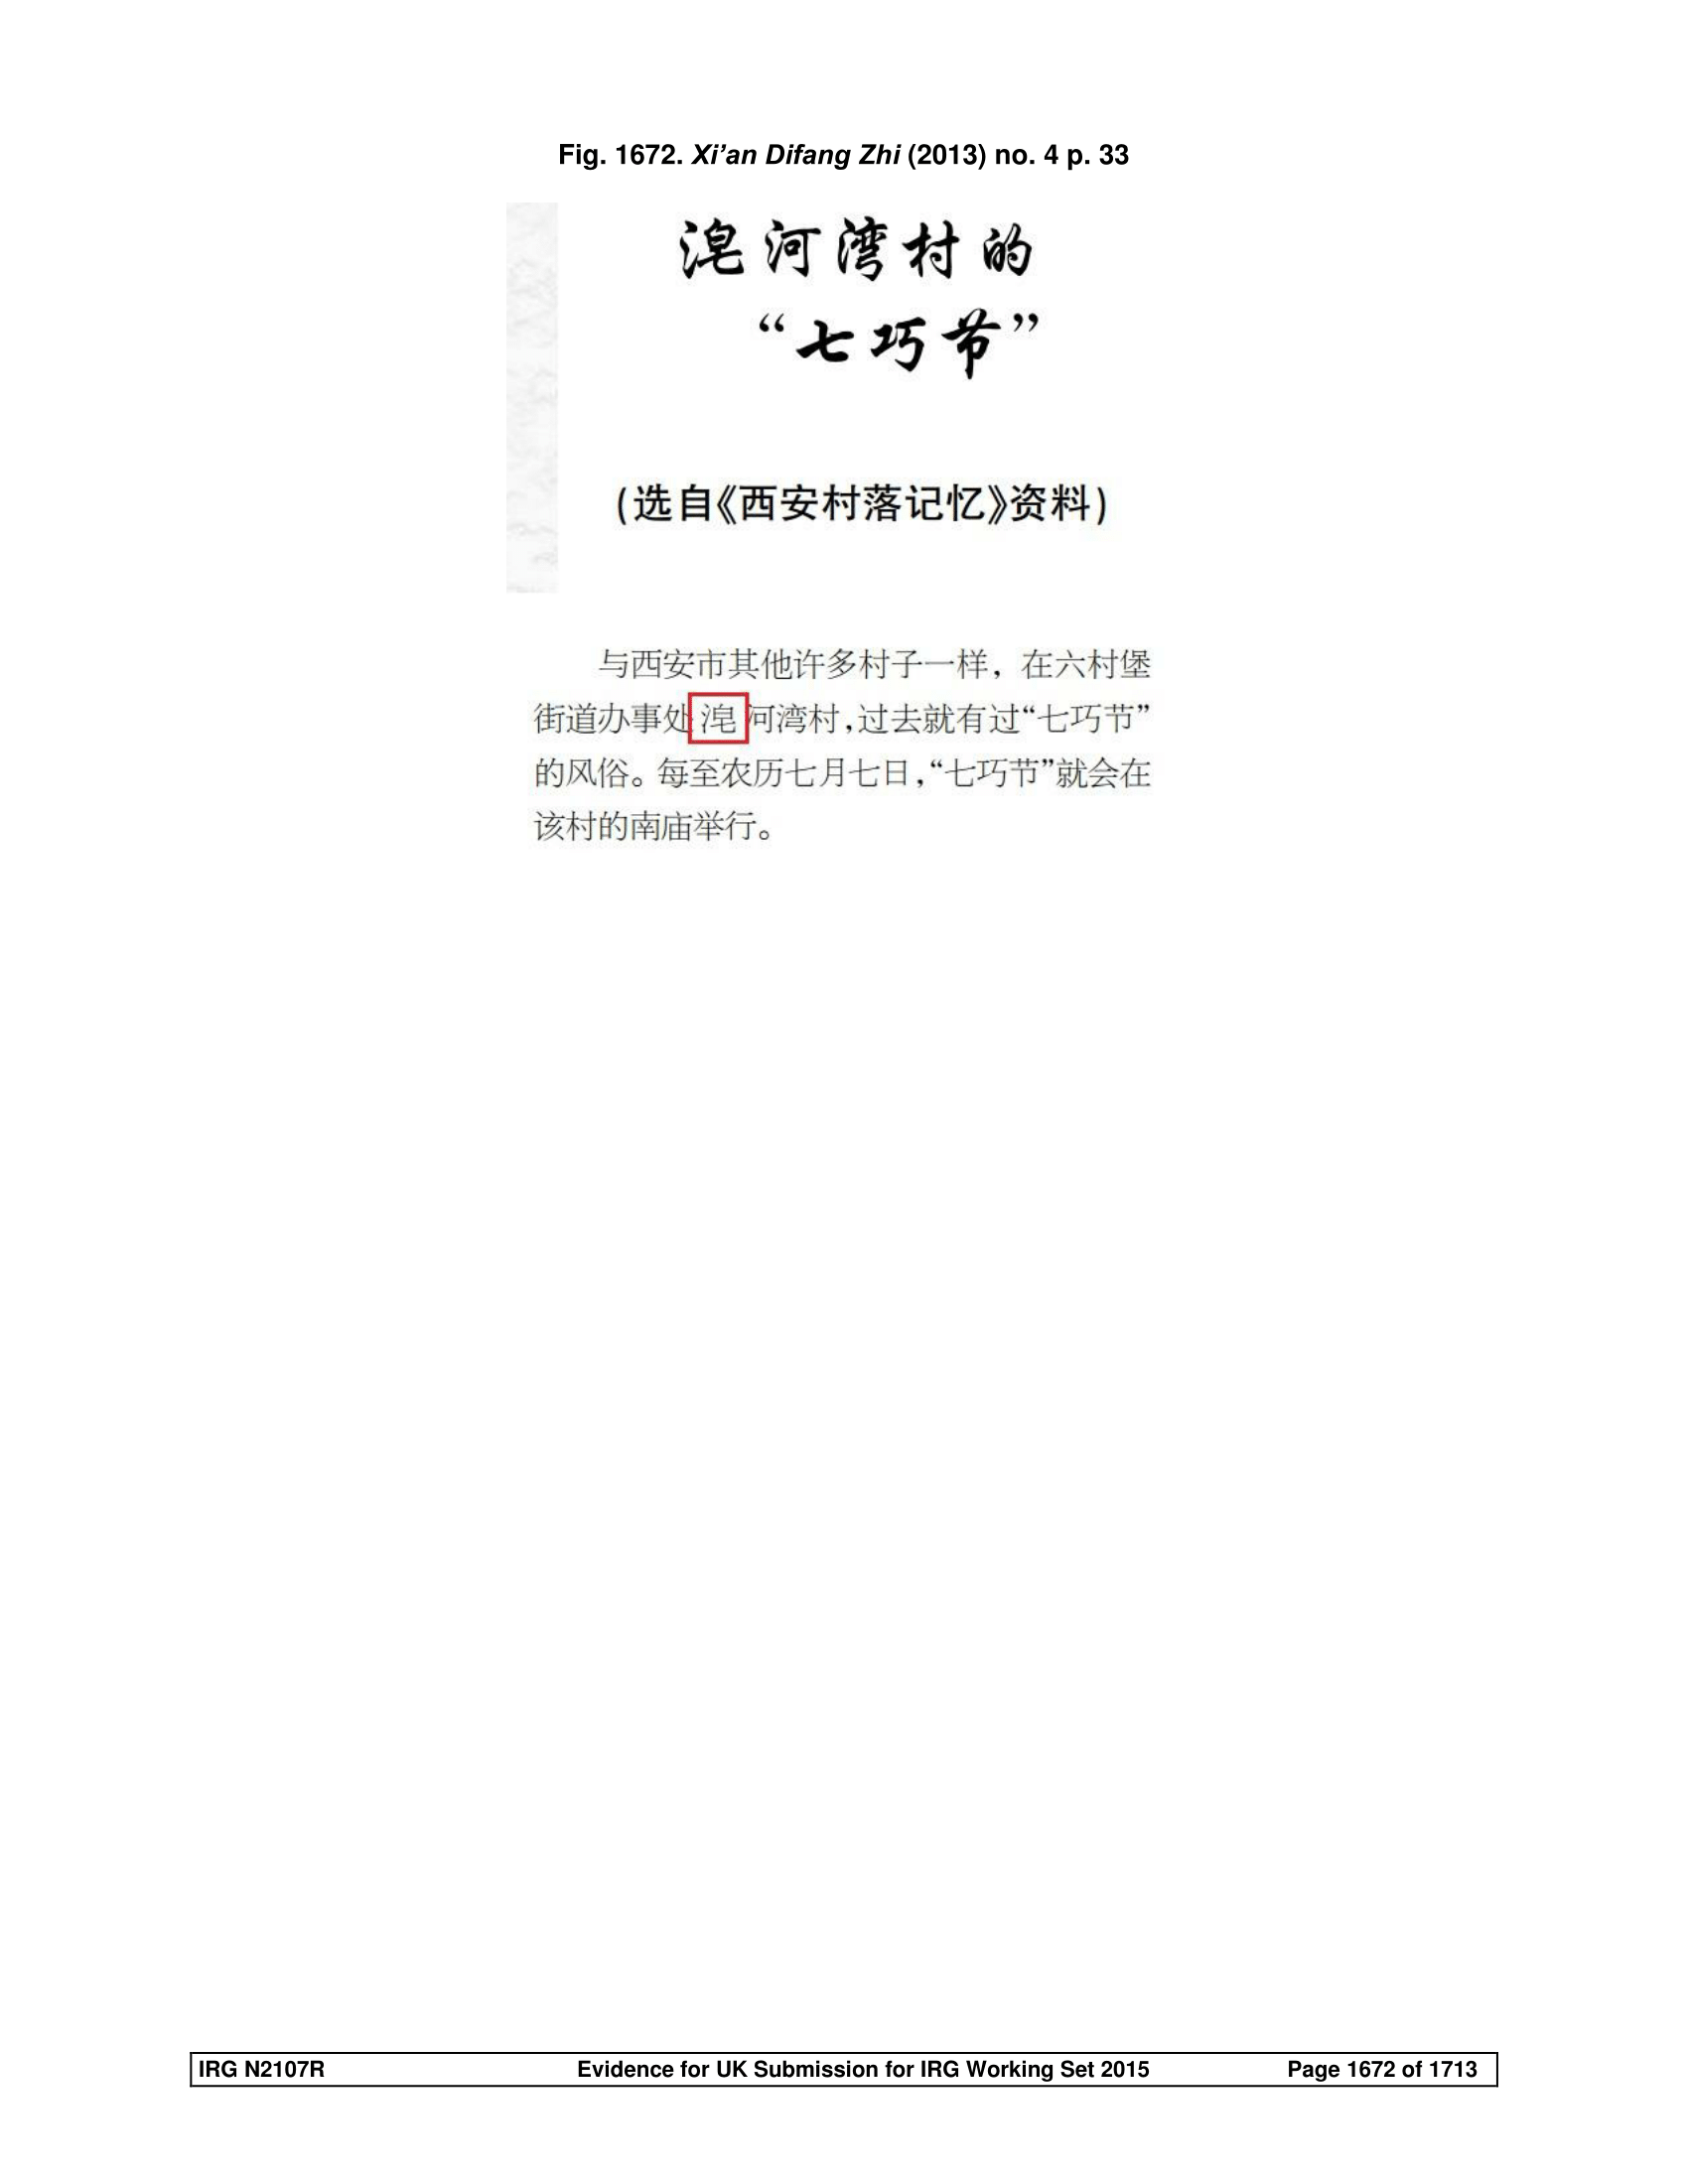 Fig. 1672. Xi’an Difang Zhi (2013) no. 4 p. 33
⿰氵皂河湾村的
“七巧节”
(选自《西安村落记忆》资料)
与西安市其他许多村子一样，在六村堡
街道办事处⿰氵皂河湾村，过去就有过“七巧节”
的风俗。每至农历七月七日，“七巧节”就会在
该村的南庙举行。
IRG N2107R Evidence for UK Submission for IRG Working Set 2015 Page 1672 of 1713